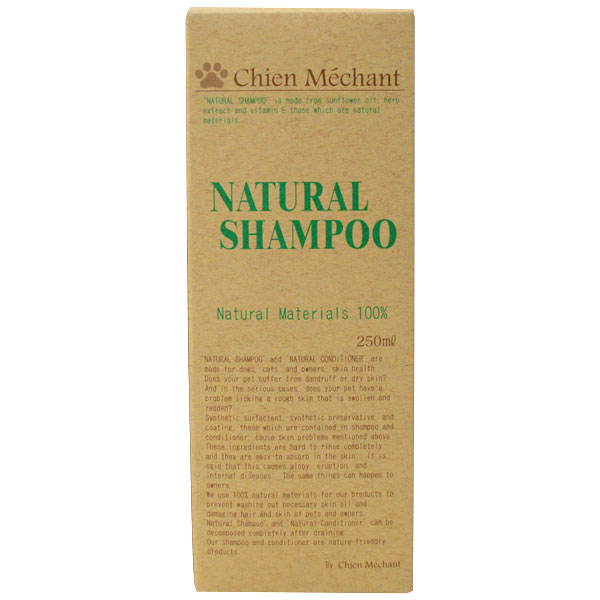 Chien Méchant
"NATURAL SHAMPOO" is made from sunflower oil, herb
extract and vitamin E those which are natural
materials.
NATURAL
SHAMPOO
Natural Materials 100%
250mℓ
"NATURAL SHAMPOO" and "NATURAL CONDITIONER" are
made for dogs, cats, and owners' skin health.
Does your pet suffer from dandruff or dry skin?
And in the serious cases, does your pet have a
problem licking a rough skin that is swollen and
redden?
Synthetic surfactant, synthetic preservative, and
coating, these which are contained in shampoo and
conditioner, cause skin problems mentioned above.
These ingredients are hard to rinse completely
and they are easy to absorb in the skin. it is
said that this causes atopy, eruption, and
internal diseases. The same things can happen to
owners.
We use 100% natural materials for our products to
prevent washing out necessary skin oil and
damaging hair and skin of pets and owners.
"Natural Shampoo" and "Natural Conditioner" can be
decomposed completely after draining.
Our shampoo and conditioner are nature-friendly
products.
By Chien Méchant